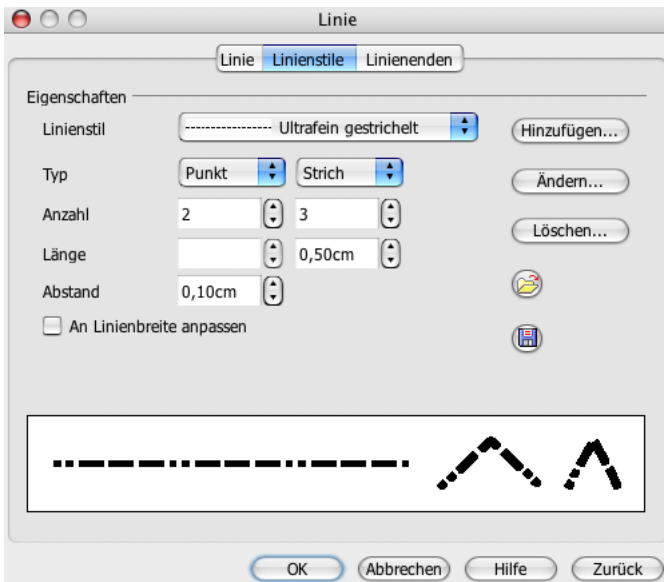 Linie
Linie Linienstile Linienenden
Eigenschaften
Linienstil Ultrafein gestrichelt Hinzufügen...
Typ Punkt Strich Ändern...
Anzahl 2 3
Löschen...
Länge 0,50cm
Abstand 0,10cm
An Linienbreite anpassen
OK Abbrechen Hilfe Zurück